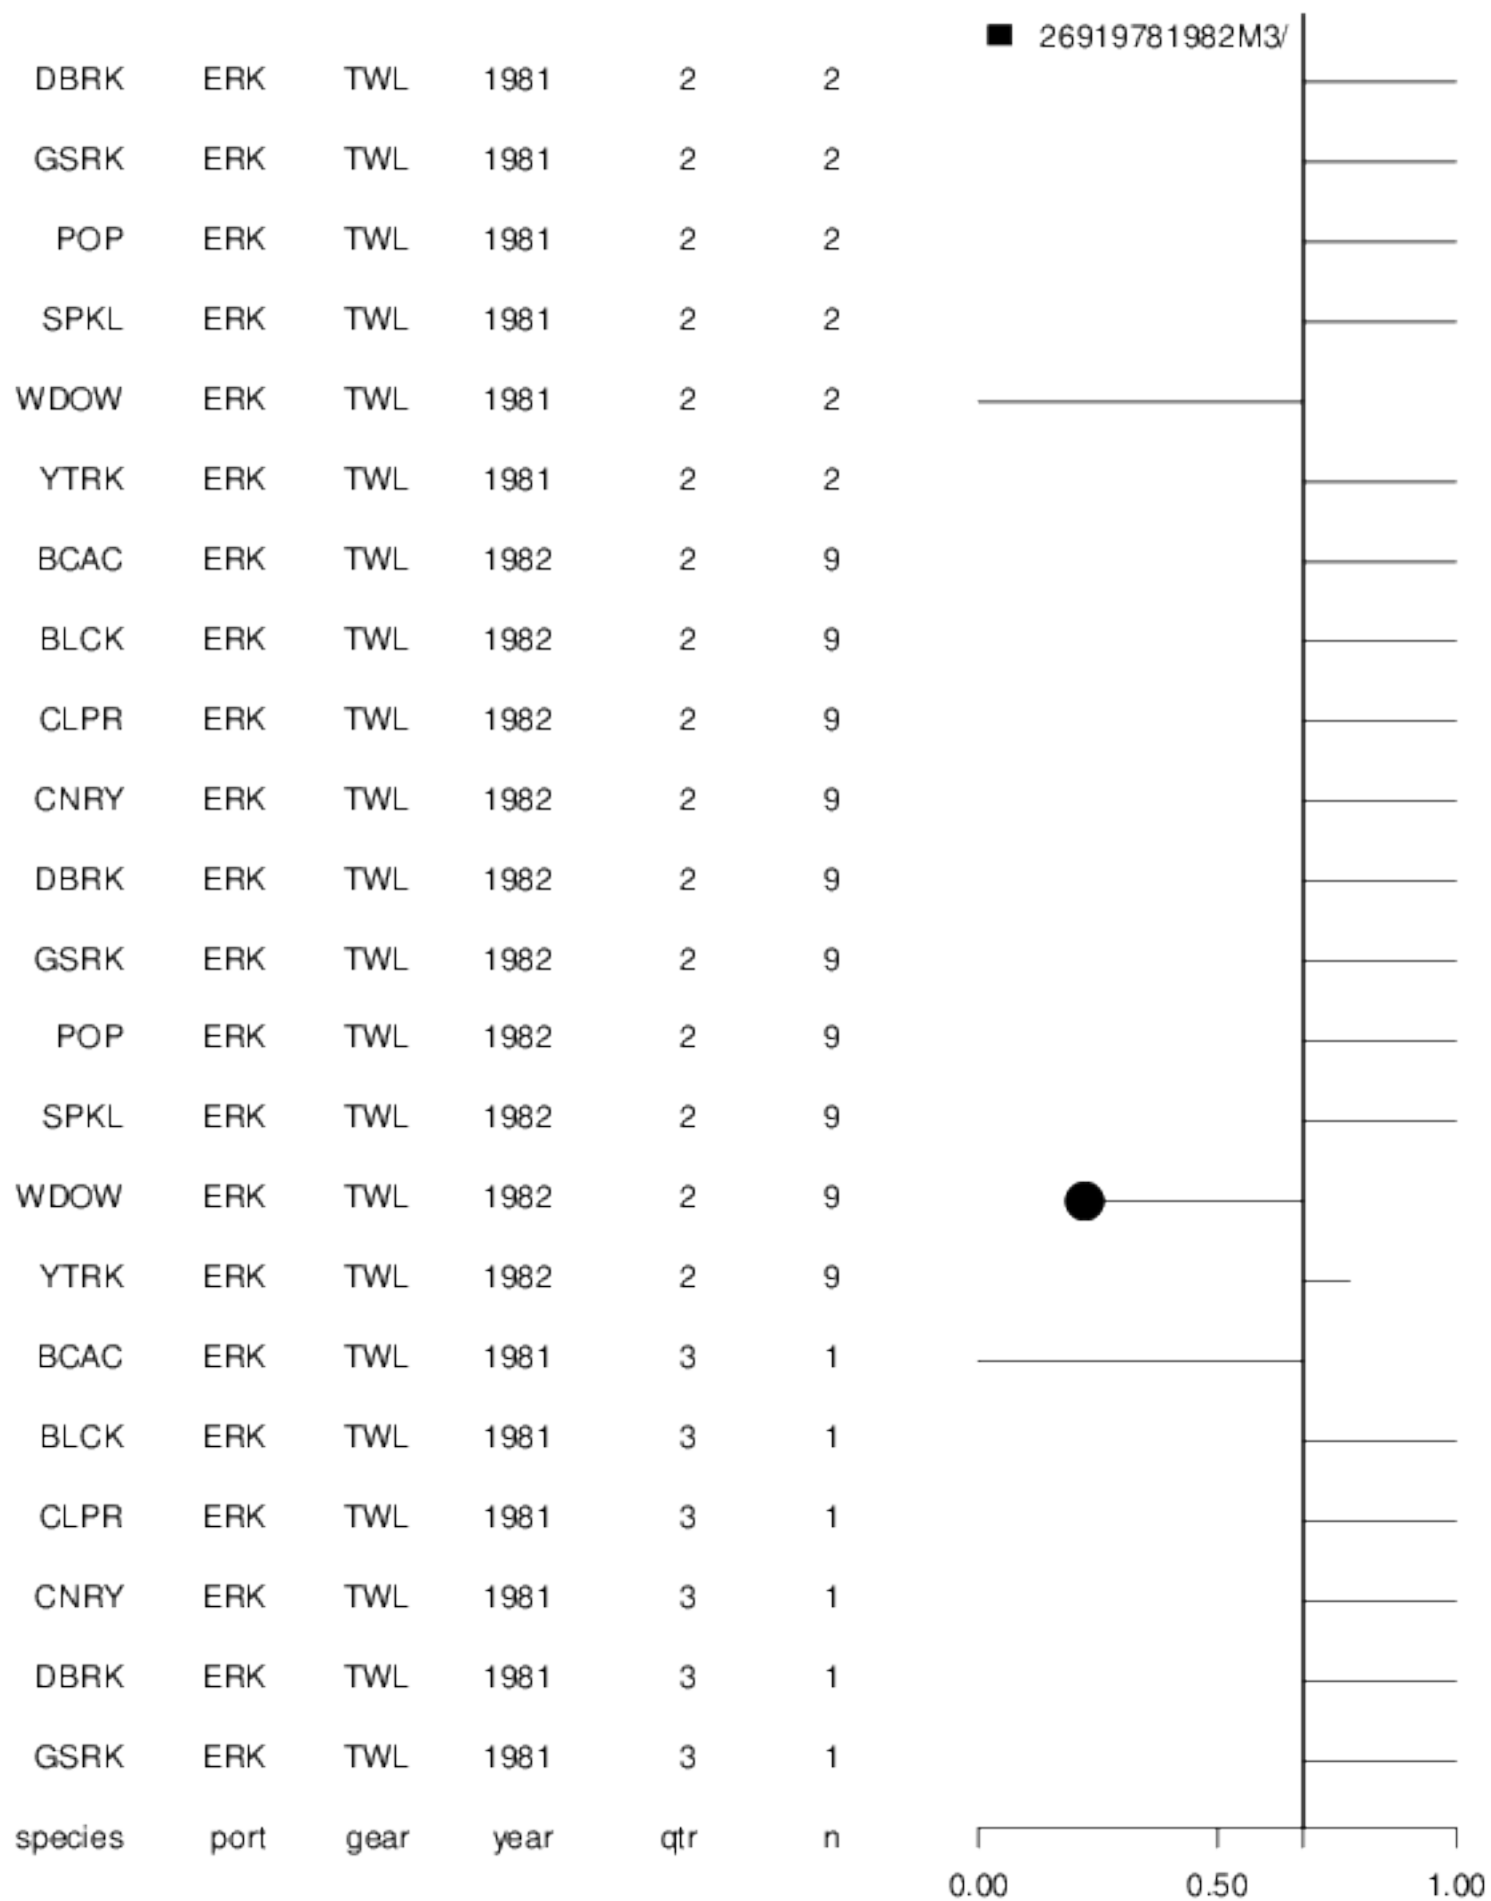 26919781982M3/
DBRK ERK TWL 1981 2 2
GSRK ERK TWL 1981 2 2
POP ERK TWL 1981 2 2
SPKL ERK TWL 1981 2 2
WDOW ERK TWL 1981 2 2
YTRK ERK TWL 1981 2 2
BCAC ERK TWL 1982 2 9
BLCK ERK TWL 1982 2 9
CLPR ERK TWL 1982 2 9
CNRY ERK TWL 1982 2 9
DBRK ERK TWL 1982 2 9
GSRK ERK TWL 1982 2 9
POP ERK TWL 1982 2 9
SPKL ERK TWL 1982 2 9
WDOW ERK TWL 1982 2 9
YTRK ERK TWL 1982 2 9
BCAC ERK TWL 1981 3 1
BLCK ERK TWL 1981 3 1
CLPR ERK TWL 1981 3 1
CNRY ERK TWL 1981 3 1
DBRK ERK TWL 1981 3 1
GSRK ERK TWL 1981 3 1
species port gear year qtr n
0.00 0.50 1.00